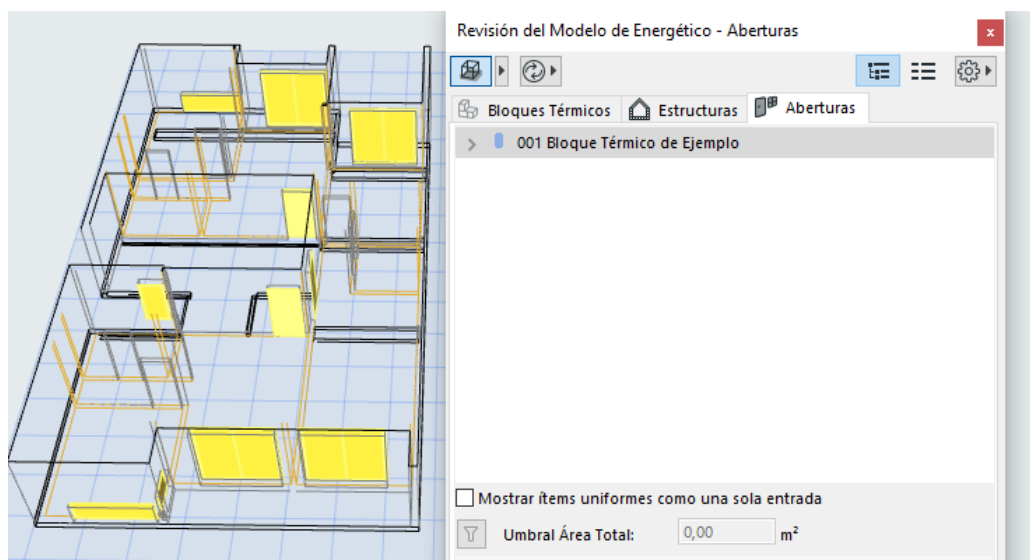 Revisión del Modelo de Energético - Aberturas
x
Bloques Térmicos Estructuras Aberturas
001 Bloque Térmico de Ejemplo
Mostrar ítems uniformes como una sola entrada
Umbral Área Total: 0,00 m²